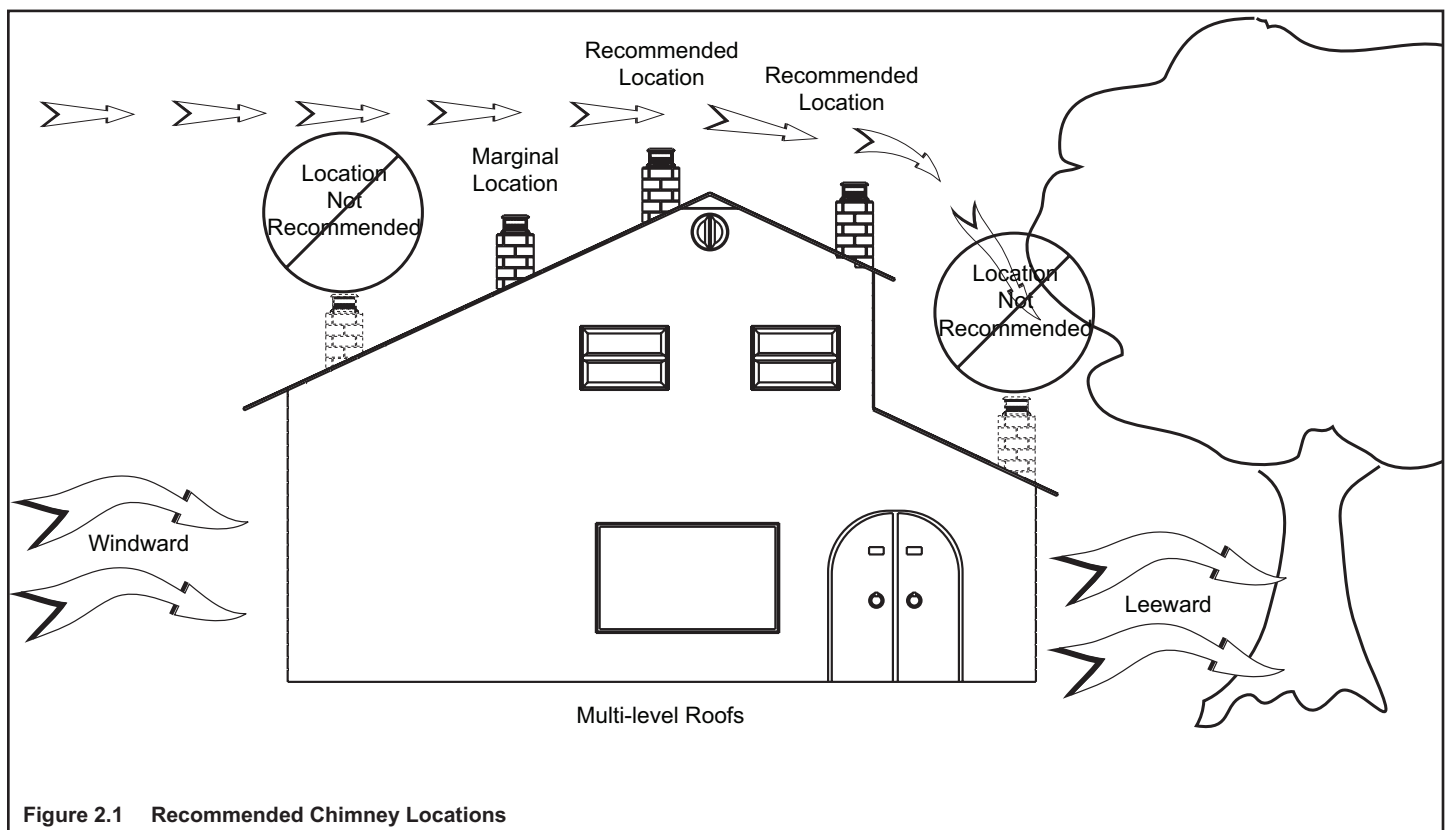 Recommended
Location
Recommended
Location
Location
Not
Recommended
Marginal
Location
Location
Not
Recommended
Windward
Leeward
Multi-level Roofs
Figure 2.1 Recommended Chimney Locations